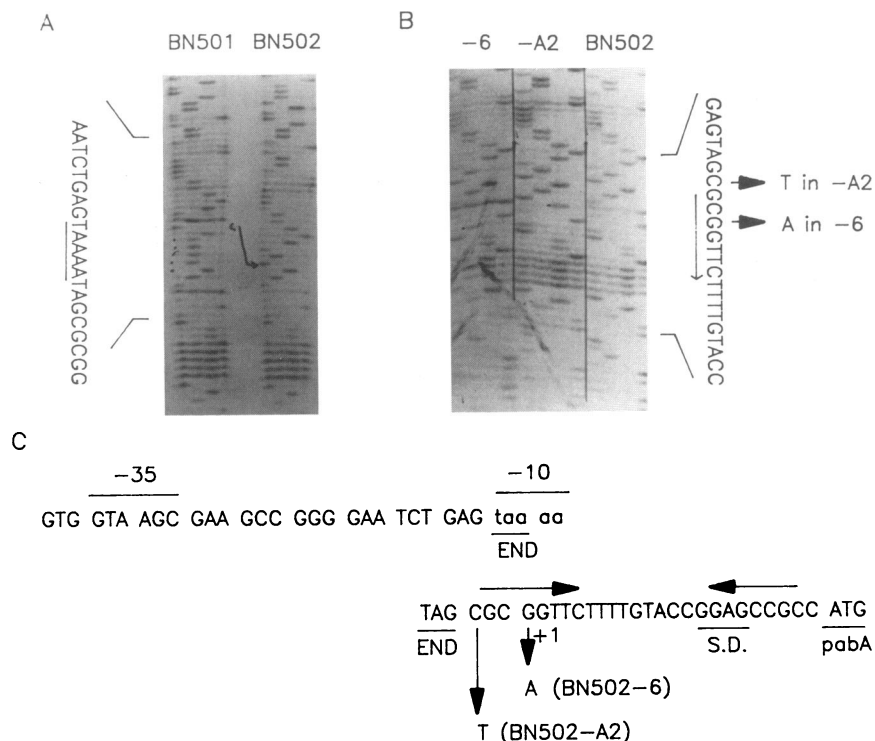 A
BN501 BN502
AATCTGAGTAAAATAGCGCGG
B
-6 -A2 BN502
GAGTAGCGCGGTTCTTTTGTACC
T in -A2
A in -6
C
-35 -10
GTG GTA AGC GAA GCC GGG GAA TCT GAG taa aa
END
TAG CGC GGTTCTTTTGTACCGGAGCCGCC ATG
END +1 S.D. pabA
A (BN502-6)
T (BN502-A2)